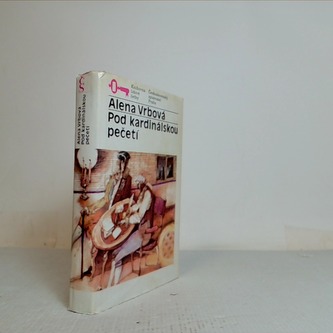 Alena Vrbová
Pod kardinálskou
pečetí
Alena Vrbová
Pod kardinálskou
pečetí